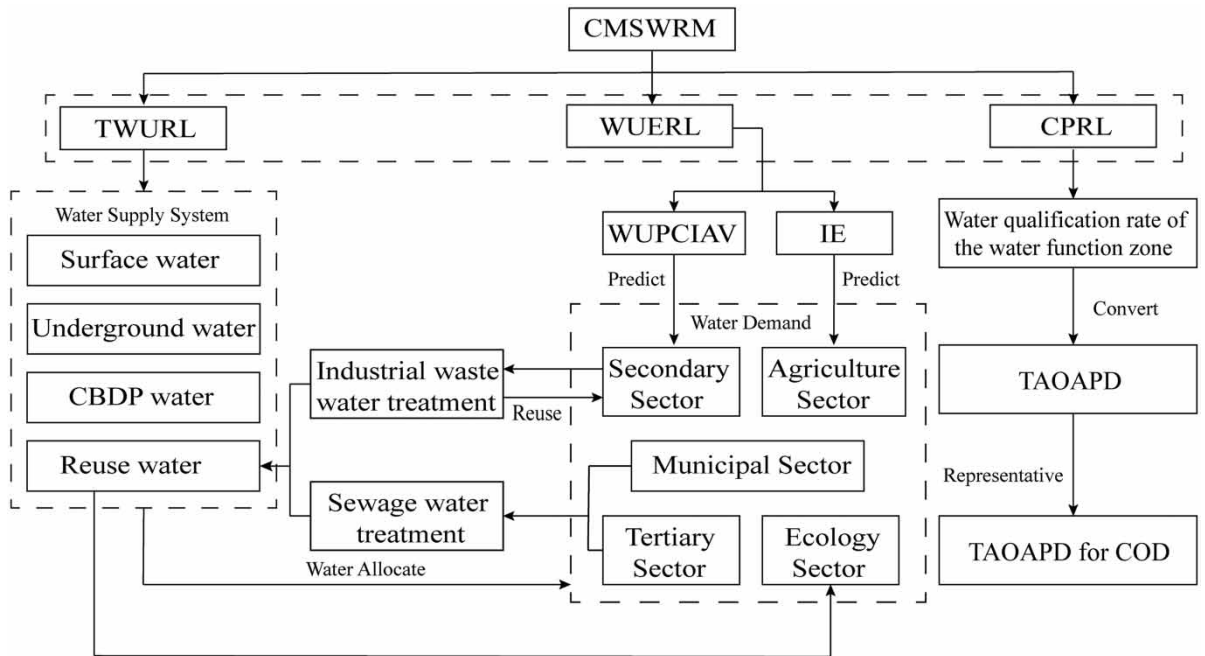 CMSWRM
TWURL
WUERL
CPRL
Water Supply System
Surface water
Underground water
CBDP water
Reuse water
WUPCIAV
IE
Predict
Predict
Water Demand
Industrial waste
water treatment
Reuse
Secondary
Sector
Agriculture
Sector
Municipal Sector
Sewage water
treatment
Tertiary
Sector
Ecology
Sector
Water Allocate
Water qualification rate of
the water function zone
Convert
TAOAPD
Representative
TAOAPD for COD